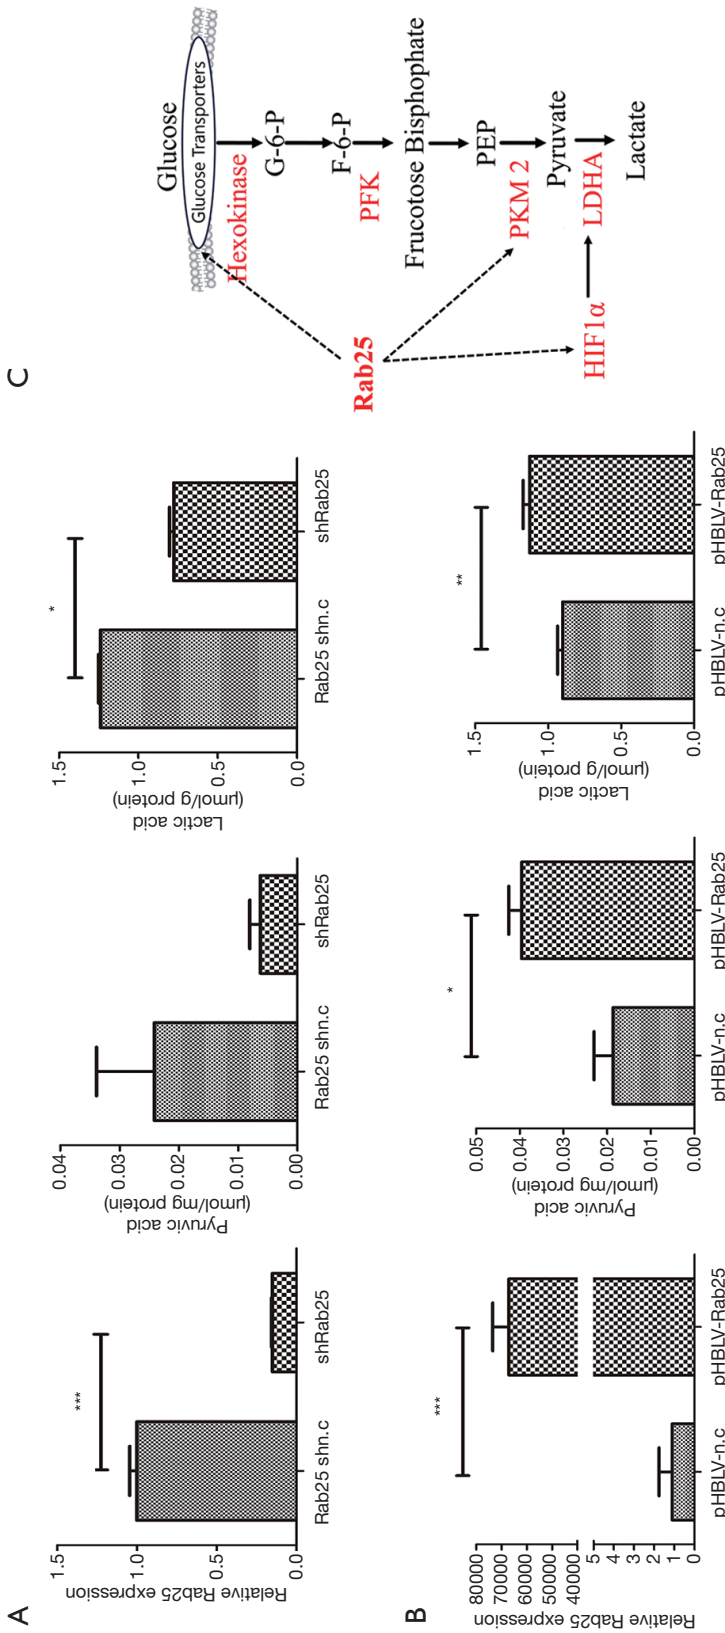 A
Relative Rab25 expression
1.5
1.0
0.5
0.0
***
Rab25 shn.c
shRab25
Pyruvic acid
(μmol/mg protein)
0.04
0.03
0.02
0.01
0.00
Rab25 shn.c
shRab25
Lactic acid
(μmol/g protein)
1.5
1.0
0.5
0.0
*
Rab25 shn.c
shRab25
B
Relative Rab25 expression
80000
70000
60000
50000
40000
5
4
3
2
1
0
***
pHBLV-n.c
pHBLV-Rab25
Pyruvic acid
(μmol/mg protein)
0.05
0.04
0.03
0.02
0.01
0.00
*
pHBLV-n.c
pHBLV-Rab25
Lactic acid
(μmol/g protein)
1.5
1.0
0.5
0.0
**
pHBLV-n.c
pHBLV-Rab25
C
Glucose
Glucose Transporters
Hexokinase
G-6-P
F-6-P
PFK
Frucotose Bisphophate
PEP
PKM 2
Pyruvate
LDHA
Lactate
Rab25
HIF1α